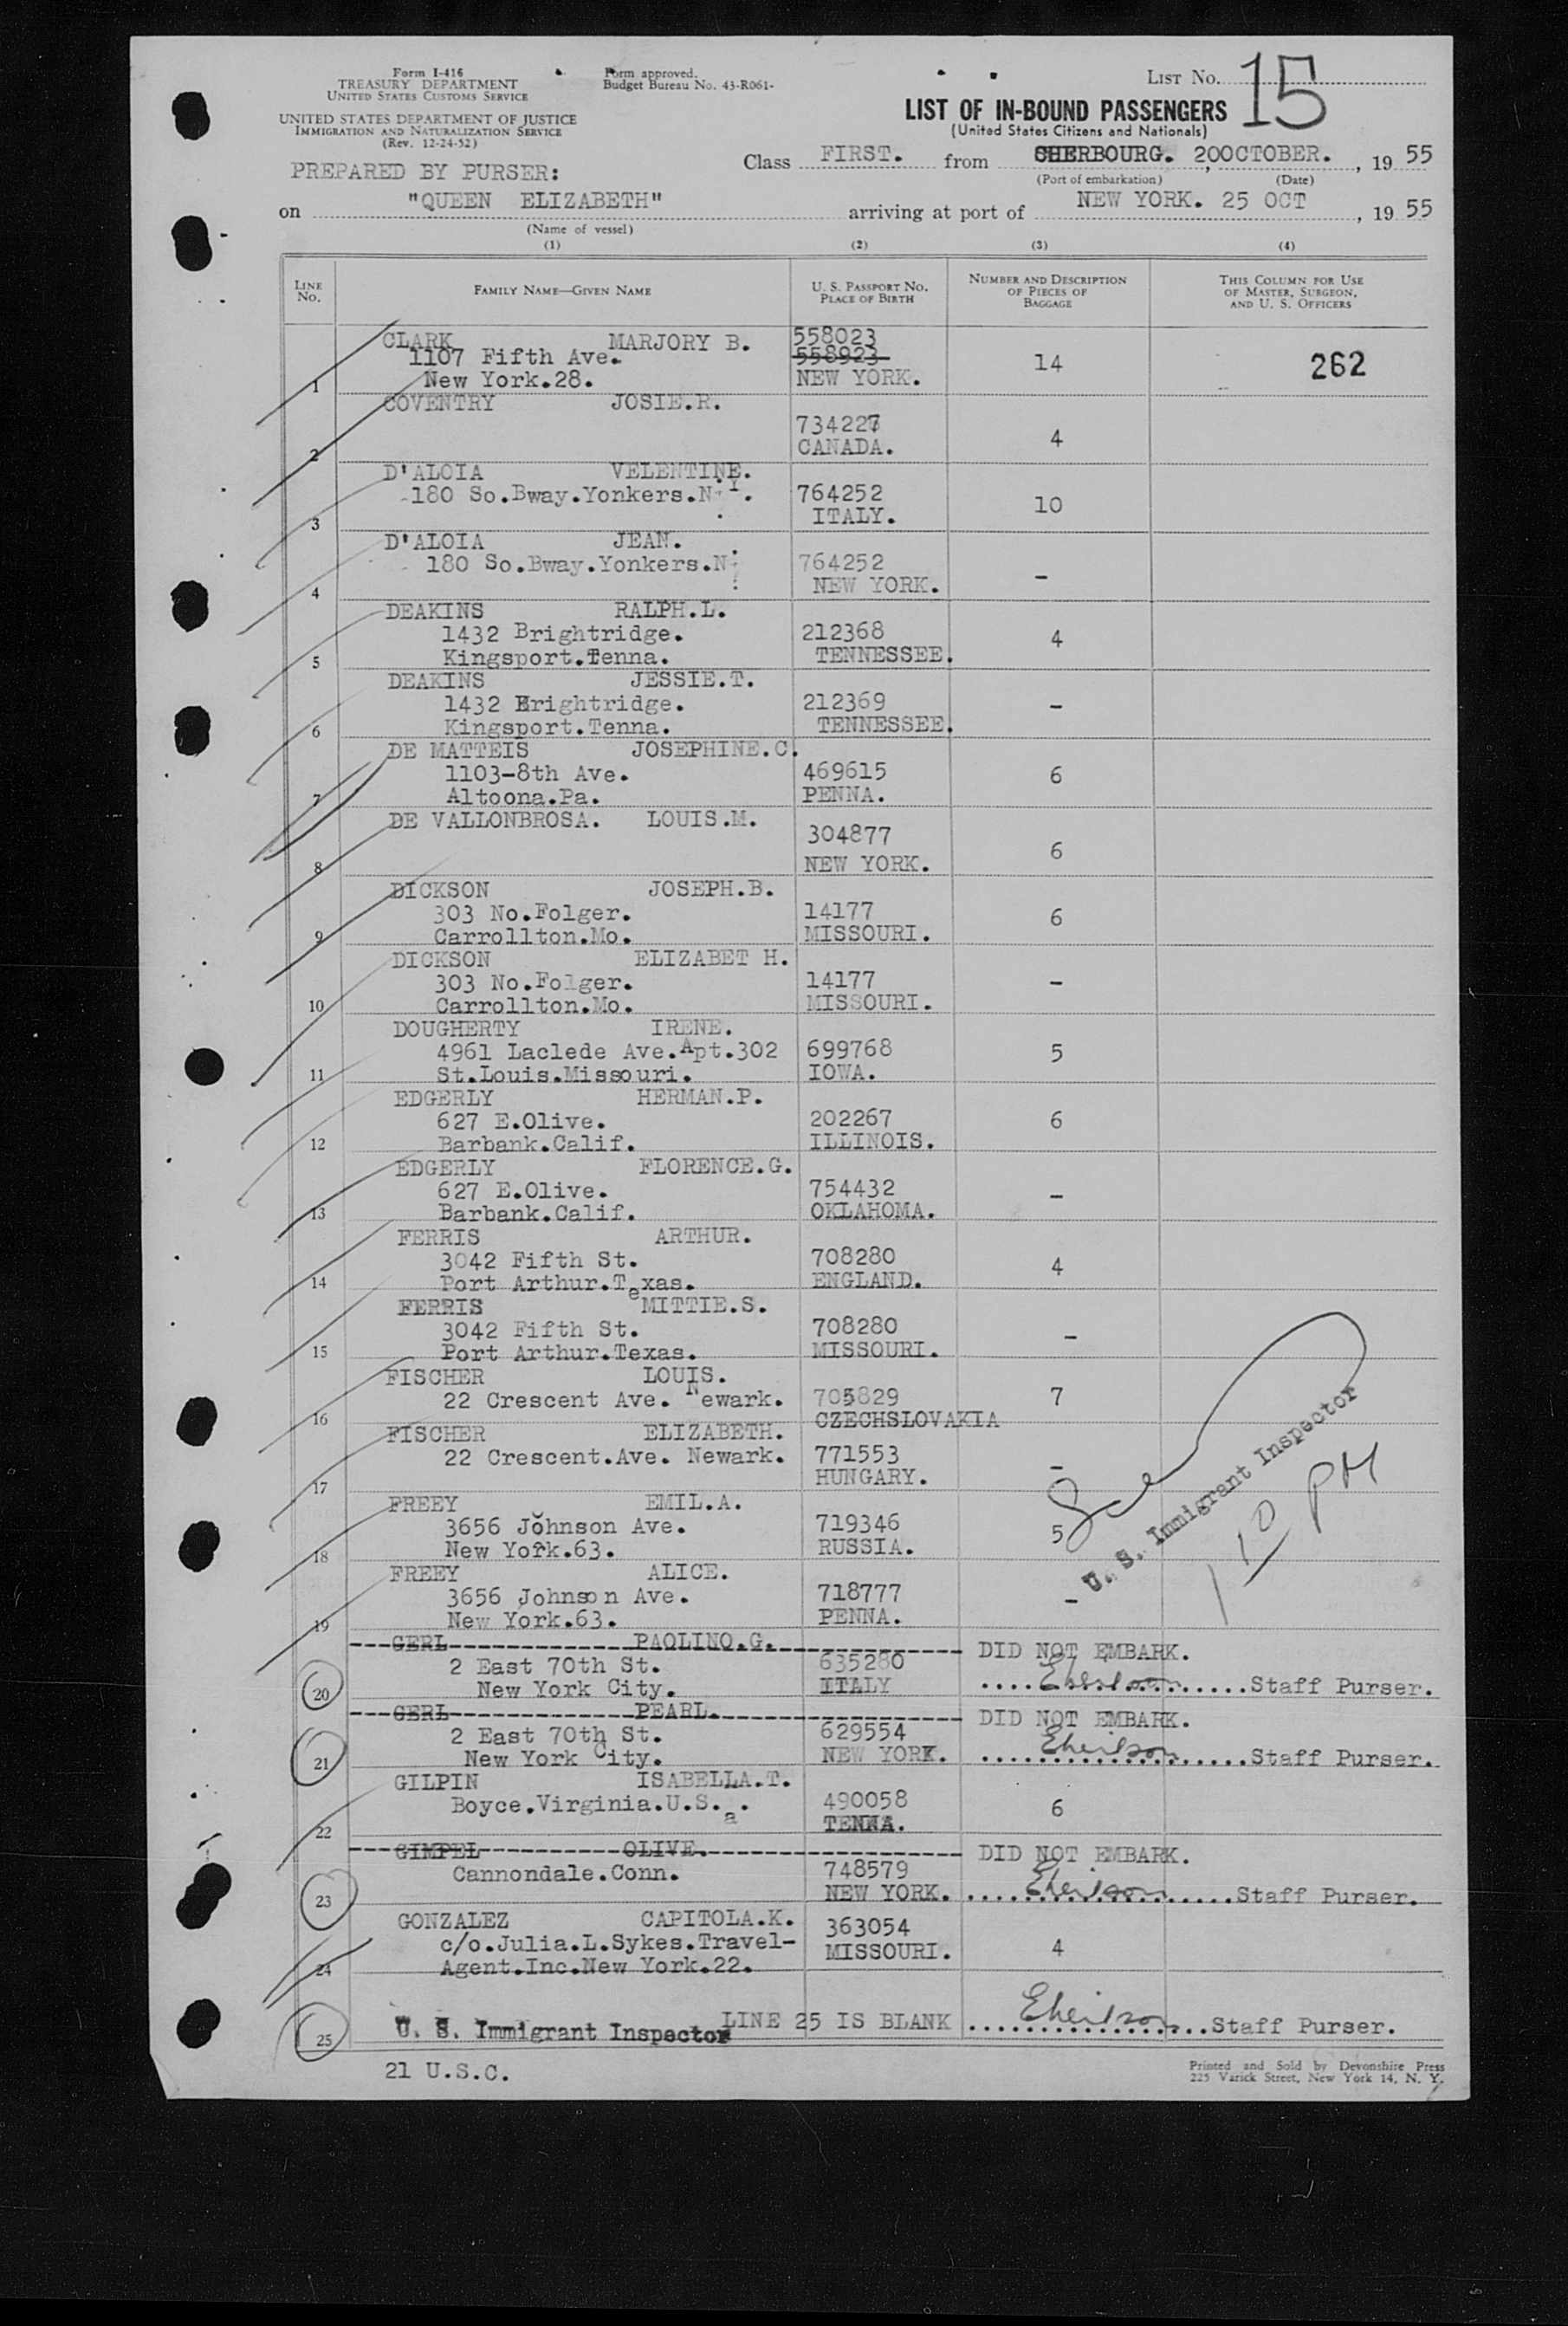 Form I-416
TREASURY DEPARTMENT
UNITED STATES CUSTOMS SERVICE
UNITED STATES DEPARTMENT OF JUSTICE
IMMIGRATION AND NATURALIZATION SERVICE
(Rev. 12-24-52)
Form approved.
Budget Bureau No. 43-R061-
LIST NO. 15
LIST OF IN-BOUND PASSENGERS
(United States Citizens and Nationals)
PREPARED BY PURSER:
Class FIRST. from CHERBOURG. 20OCTOBER., 19 55
(Port of embarkation) (Date)
on "QUEEN ELIZABETH" arriving at port of NEW YORK. 25 OCT, 19 55
(Name of vessel)
(1) (2) (3) (4)
LINE NO. FAMILY NAME—GIVEN NAME U. S. PASSPORT NO. PLACE OF BIRTH NUMBER AND DESCRIPTION OF PIECES OF BAGGAGE THIS COLUMN FOR USE OF MASTER, SURGEON, AND U. S. OFFICERS
CLARK MARJORY B. 558023
1107 Fifth Ave. 558923 14 262
1 New York.28. NEW YORK.
COVENTRY JOSIE.R.
734227 4
2 CANADA.
D'ALOIA VELENTINE.
180 So.Bway.Yonkers.N.Y. 764252 10
3 ITALY.
D'ALOIA JEAN.
180 So.Bway.Yonkers.N 764252 -
4 NEW YORK.
DEAKINS RALPH.L.
1432 Brightridge. 212368 4
5 Kingsport.Tenna. TENNESSEE.
DEAKINS JESSIE.T.
1432 Brightridge. 212369 -
6 Kingsport.Tenna. TENNESSEE.
DE MATTEIS JOSEPHINE.C.
1103-8th Ave. 469615 6
7 Altoona.Pa. PENNA.
DE VALLONBROSA. LOUIS.M.
304877 6
8 NEW YORK.
DICKSON JOSEPH.B.
303 No.Folger. 14177 6
9 Carrollton.Mo. MISSOURI.
DICKSON ELIZABET H.
303 No.Folger. 14177 -
10 Carrollton.Mo. MISSOURI.
DOUGHERTY IRENE.
4961 Laclede Ave.Apt.302 699768 5
11 St.Louis.Missouri. IOWA.
EDGERLY HERMAN.P.
627 E.Olive. 202267 6
12 Barbank.Calif. ILLINOIS.
EDGERLY FLORENCE.G.
627 E.Olive. 754432 -
13 Barbank.Calif. OKLAHOMA.
FERRIS ARTHUR.
3042 Fifth St. 708280 4
14 Port Arthur.Texas. ENGLAND.
FERRIS MITTIE.S.
3042 Fifth St. 708280 -
15 Port Arthur.Texas. MISSOURI.
FISCHER LOUIS.
22 Crescent Ave. Newark. 705829 7
16 CZECHSLOVAKIA
FISCHER ELIZABETH.
22 Crescent.Ave. Newark. 771553 -
17 HUNGARY.
FREEY EMIL.A.
3656 Johnson Ave. 719346 5
18 New York.63. RUSSIA.
FREEY ALICE.
3656 Johnson Ave. 718777 -
19 New York.63. PENNA.
U. S. Immigrant Inspector
1 10 PM
---GERL------------PAOLINO.G.------------ DID NOT EMBARK.
2 East 70th St. 635280
20 New York City. ITALY ...............Staff Purser.
---GERL------------PEARL.------------ DID NOT EMBARK.
2 East 70th St. 629554
21 New York City. NEW YORK. ...............Staff Purser.
GILPIN ISABELLA.T.
Boyce.Virginia.U.S.a. 490058 6
22 TENNA.
---GIMPEL----------OLIVE.------------ DID NOT EMBARK.
Cannondale.Conn. 748579
23 NEW YORK. ...............Staff Purser.
GONZALEZ CAPITOLA.K. 363054
c/o.Julia.L.Sykes.Travel- MISSOURI. 4
24 Agent.Inc.New York.22.
25 U. S. Immigrant Inspector LINE 25 IS BLANK ...............Staff Purser.
21 U.S.C.
Printed and Sold by Devonshire Press
225 Varick Street, New York 14, N. Y.